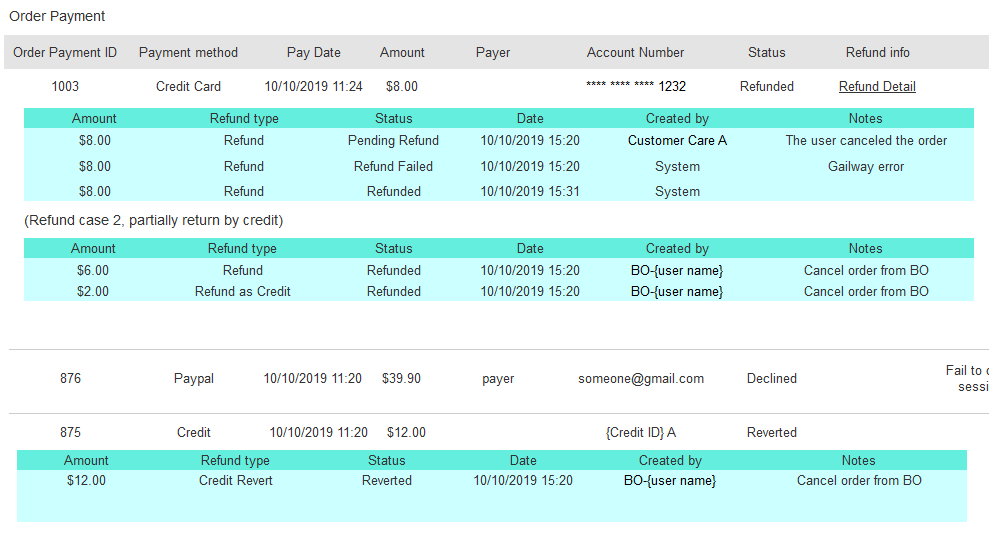 Order Payment
Order Payment ID Payment method Pay Date Amount Payer Account Number Status Refund info
1003 Credit Card 10/10/2019 11:24 $8.00 **** **** **** 1232 Refunded Refund Detail
Amount Refund type Status Date Created by Notes
$8.00 Refund Pending Refund 10/10/2019 15:20 Customer Care A The user canceled the order
$8.00 Refund Refund Failed 10/10/2019 15:20 System Gailway error
$8.00 Refund Refunded 10/10/2019 15:31 System
(Refund case 2, partially return by credit)
Amount Refund type Status Date Created by Notes
$6.00 Refund Refunded 10/10/2019 15:20 BO-{user name} Cancel order from BO
$2.00 Refund as Credit Refunded 10/10/2019 15:20 BO-{user name} Cancel order from BO
876 Paypal 10/10/2019 11:20 $39.90 payer someone@gmail.com Declined Fail to
875 Credit 10/10/2019 11:20 $12.00 {Credit ID} A Reverted
Amount Refund type Status Date Created by Notes
$12.00 Credit Revert Reverted 10/10/2019 15:20 BO-{user name} Cancel order from BO